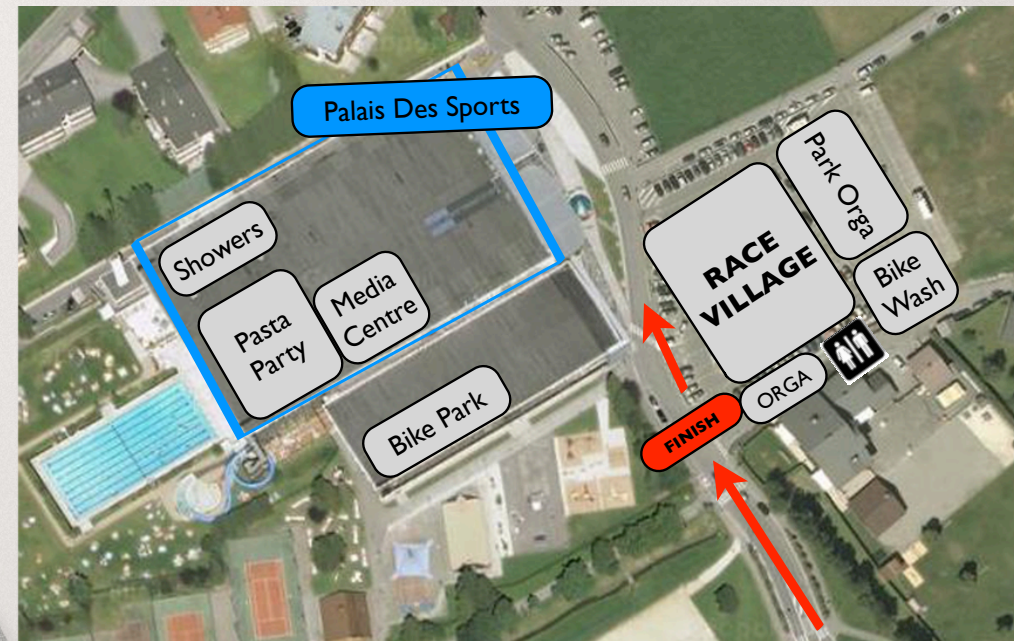 Palais Des Sports
Showers
Pasta
Party
Media
Centre
Bike Park
RACE
VILLAGE
Park Orga
Bike
Wash
ORGA
FINISH